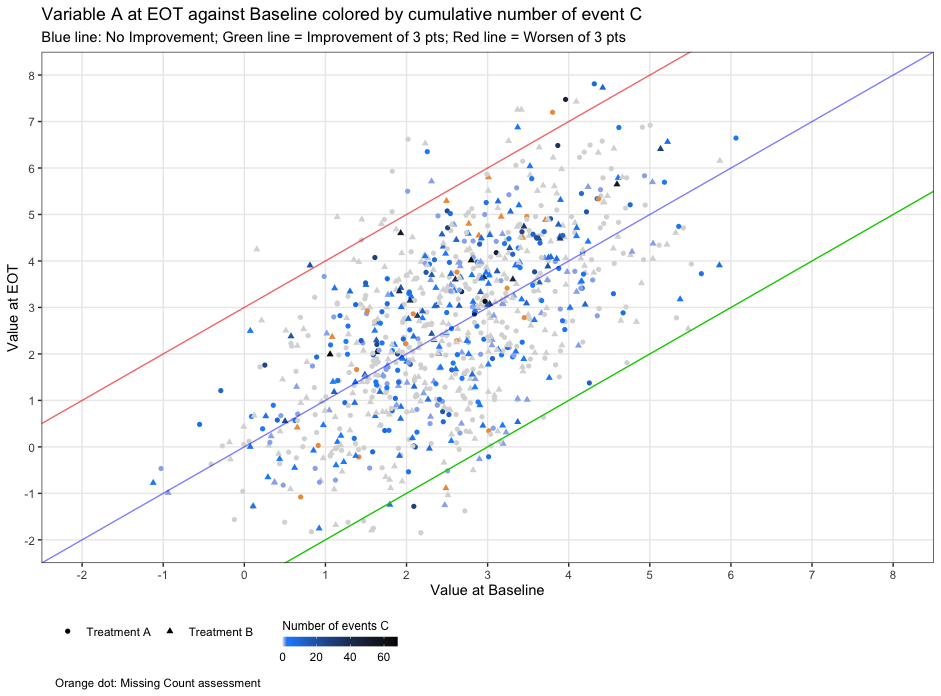 Variable A at EOT against Baseline colored by cumulative number of event C
Blue line: No Improvement; Green line = Improvement of 3 pts; Red line = Worsen of 3 pts
Value at EOT
8
7
6
5
4
3
2
1
0
-1
-2
-2 -1 0 1 2 3 4 5 6 7 8
Value at Baseline
Treatment A Treatment B
Number of events C
0 20 40 60
Orange dot: Missing Count assessment